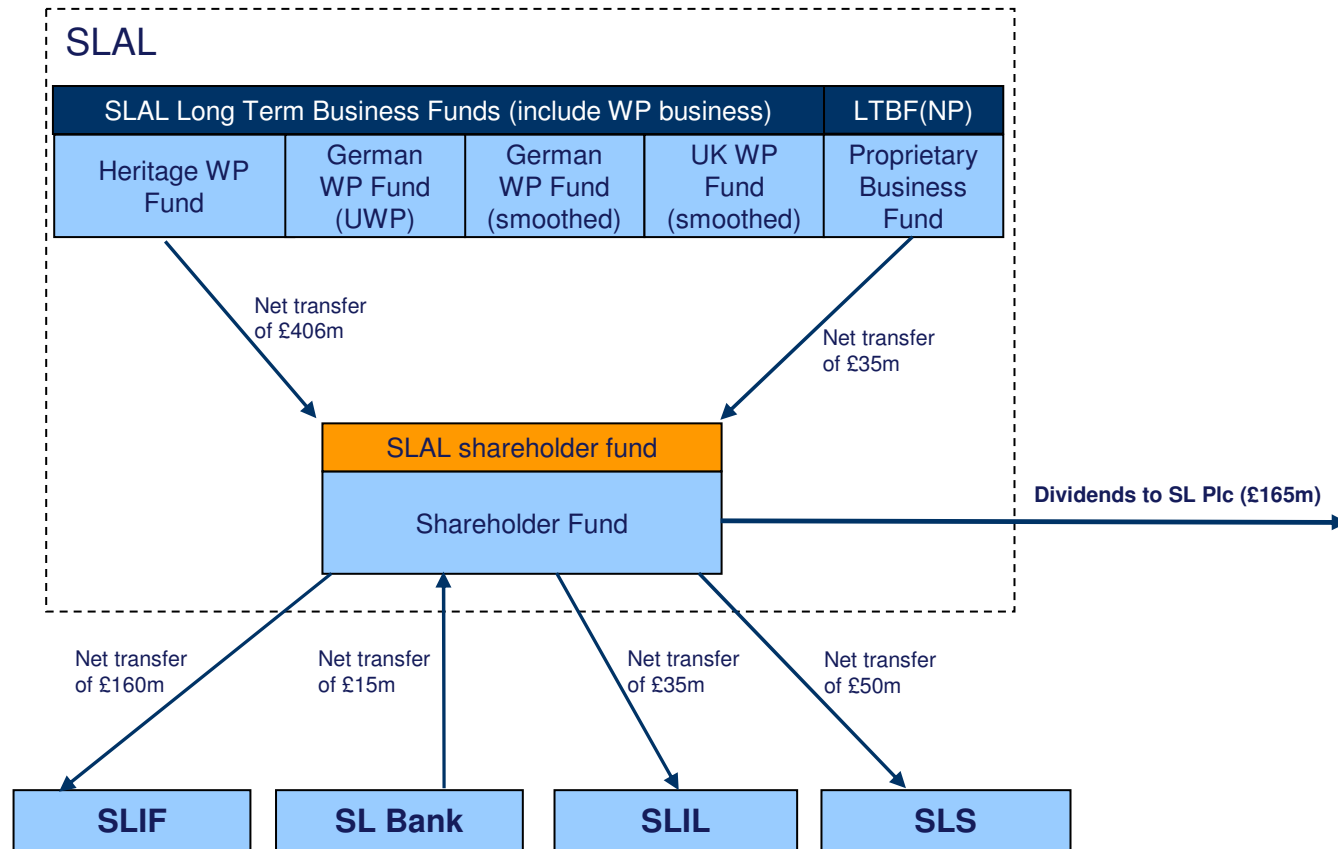 SLAL
SLAL Long Term Business Funds (include WP business)
LTBF(NP)
Heritage WP
Fund
German
WP Fund
(UWP)
German
WP Fund
(smoothed)
UK WP
Fund
(smoothed)
Proprietary
Business
Fund
Net transfer
of £406m
Net transfer
of £35m
SLAL shareholder fund
Shareholder Fund
Dividends to SL Plc (£165m)
Net transfer
of £160m
Net transfer
of £15m
Net transfer
of £35m
Net transfer
of £50m
SLIF
SL Bank
SLIL
SLS